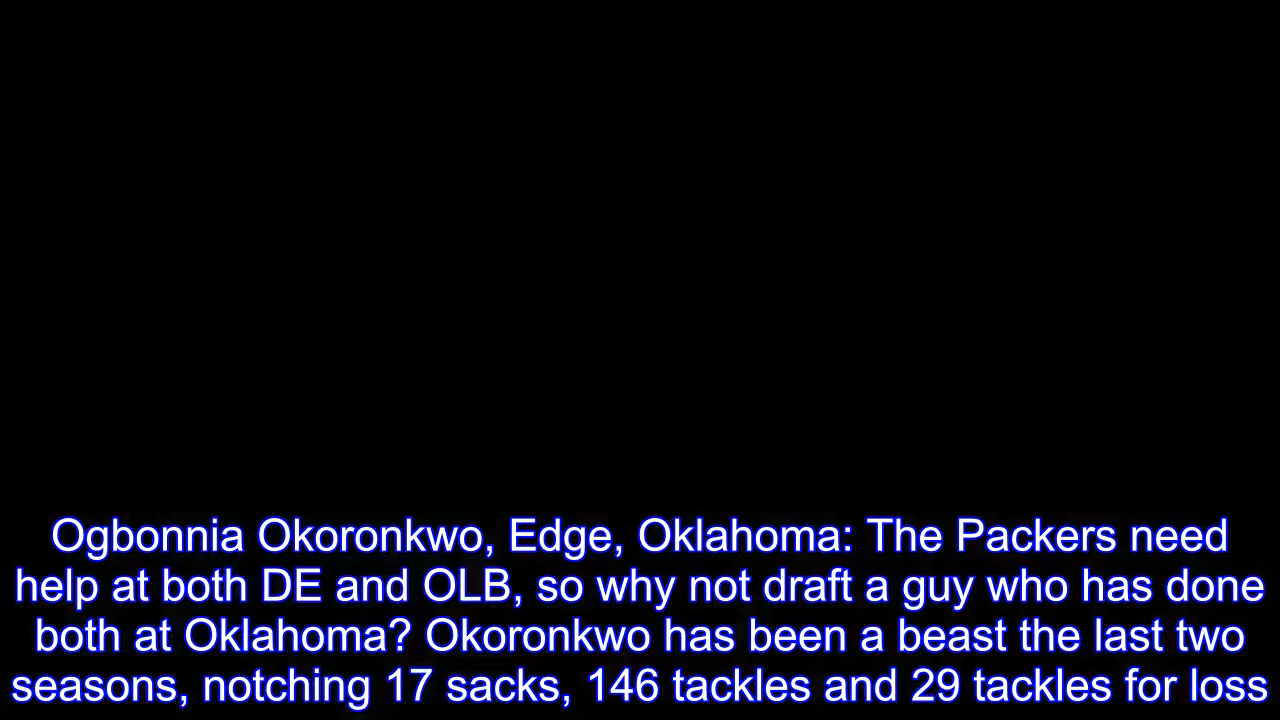 Ogbonnia Okoronkwo, Edge, Oklahoma: The Packers need
help at both DE and OLB, so why not draft a guy who has done
both at Oklahoma? Okoronkwo has been a beast the last two
seasons, notching 17 sacks, 146 tackles and 29 tackles for loss